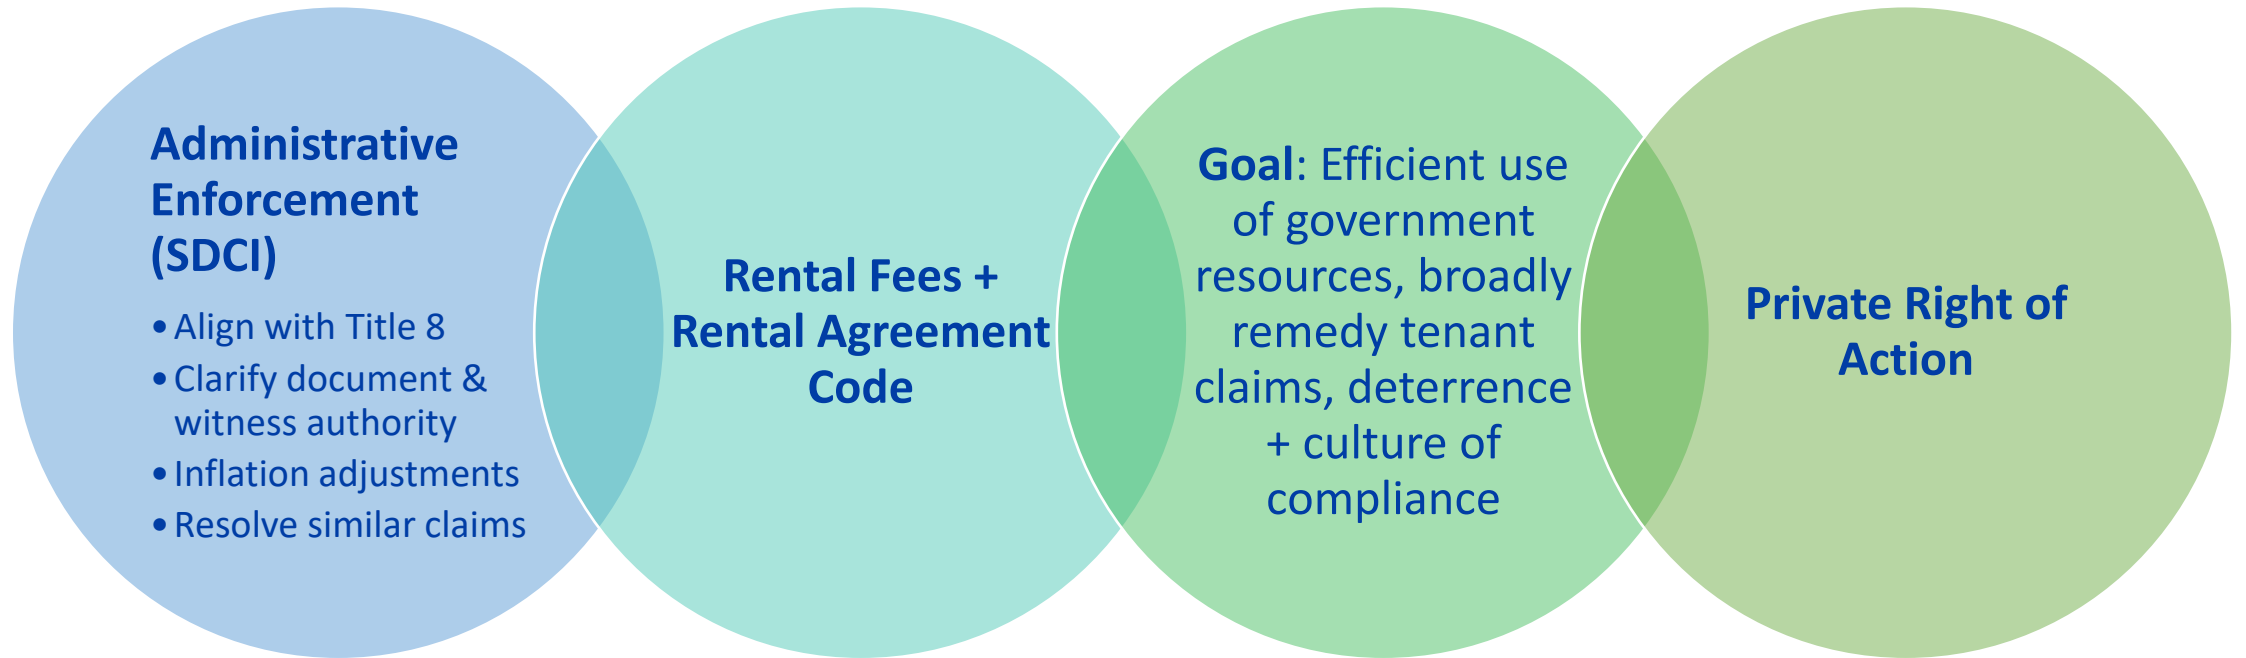 Administrative
Enforcement
(SDCI)
•Align with Title 8
•Clarify document &
witness authority
•Inflation adjustments
•Resolve similar claims
Rental Fees +
Rental Agreement
Code
Goal: Efficient use
of government
resources, broadly
remedy tenant
claims, deterrence
+ culture of
compliance
Private Right of
Action